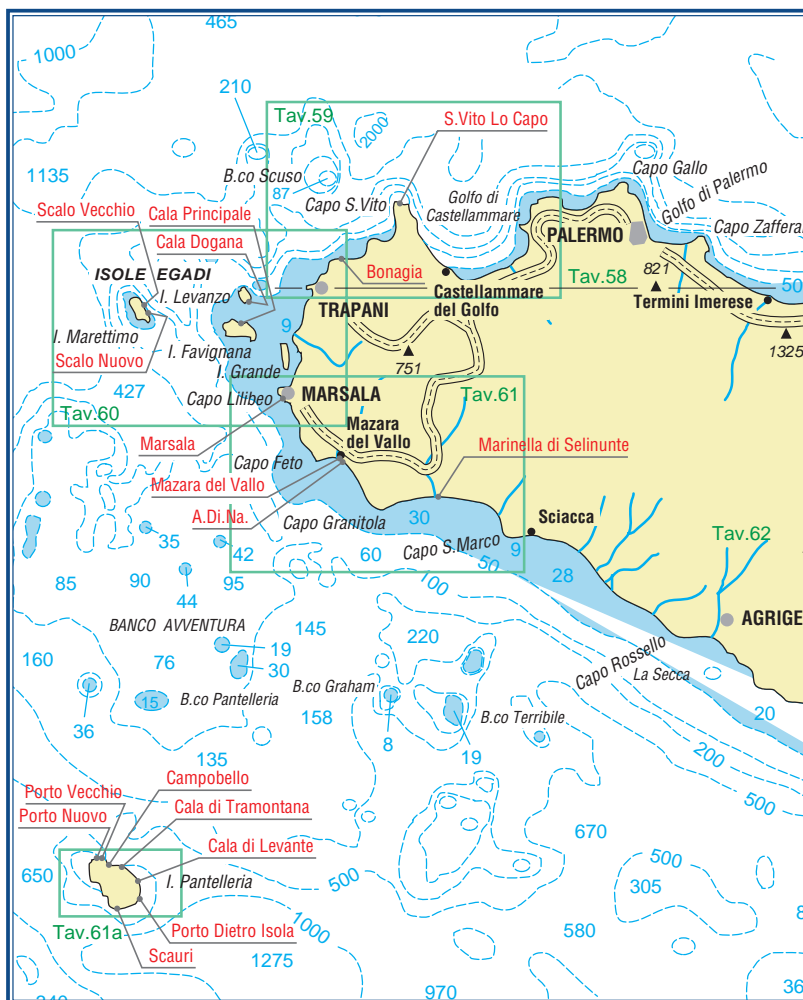 465
1000
210
Tav.59
2000
S.Vito Lo Capo
B.co Scuso
87
1135
Capo Gallo
Golfo di Palermo
Capo S.Vito
Golfo di
Castellammare
Scalo Vecchio
Cala Principale
Cala Dogana
PALERMO
Capo Zafferan
Bonagia
ISOLE EGADI
I. Levanzo
Tav.58
821
TRAPANI
Castellammare
del Golfo
Termini Imerese
50
I. Marettimo
9
I. Favignana
1325
Scalo Nuovo
I. Grande
751
427
Capo Lilibeo
MARSALA
Tav.61
Tav.60
Mazara
del Vallo
Marsala
Marinella di Selinunte
Capo Feto
Mazara del Vallo
A.Di.Na.
Capo Granitola
30
Sciacca
35
42
60
Capo S.Marco
9
Tav.62
50
28
85
90
95
100
44
BANCO AVVENTURA
145
AGRIGE
19
220
160
76
30
Capo Rossello
La Secca
B.co Graham
15
B.co Pantelleria
158
B.co Terribile
20
36
8
19
200
135
500
Porto Vecchio
Campobello
500
Porto Nuovo
Cala di Tramontana
670
Cala di Levante
500
650
I. Pantelleria
500
305
8
Porto Dietro Isola
1000
580
Tav.61a
Scauri
1275
970
36
240